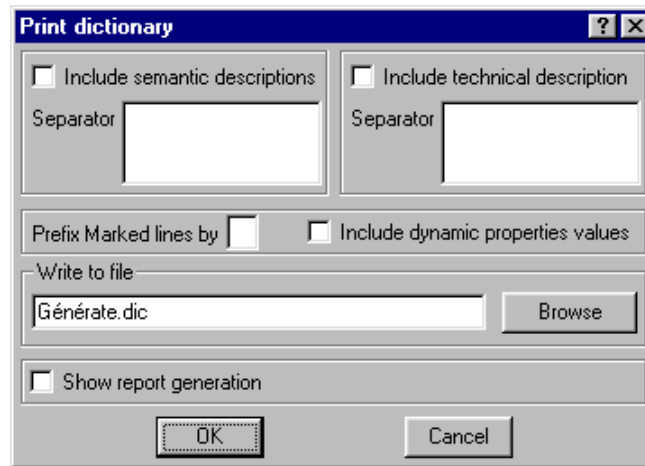 Print dictionary
Include semantic descriptions
Include technical description
Separator
Separator
Prefix Marked lines by
Include dynamic properties values
Write to file
Générate.dic
Browse
Show report generation
OK
Cancel